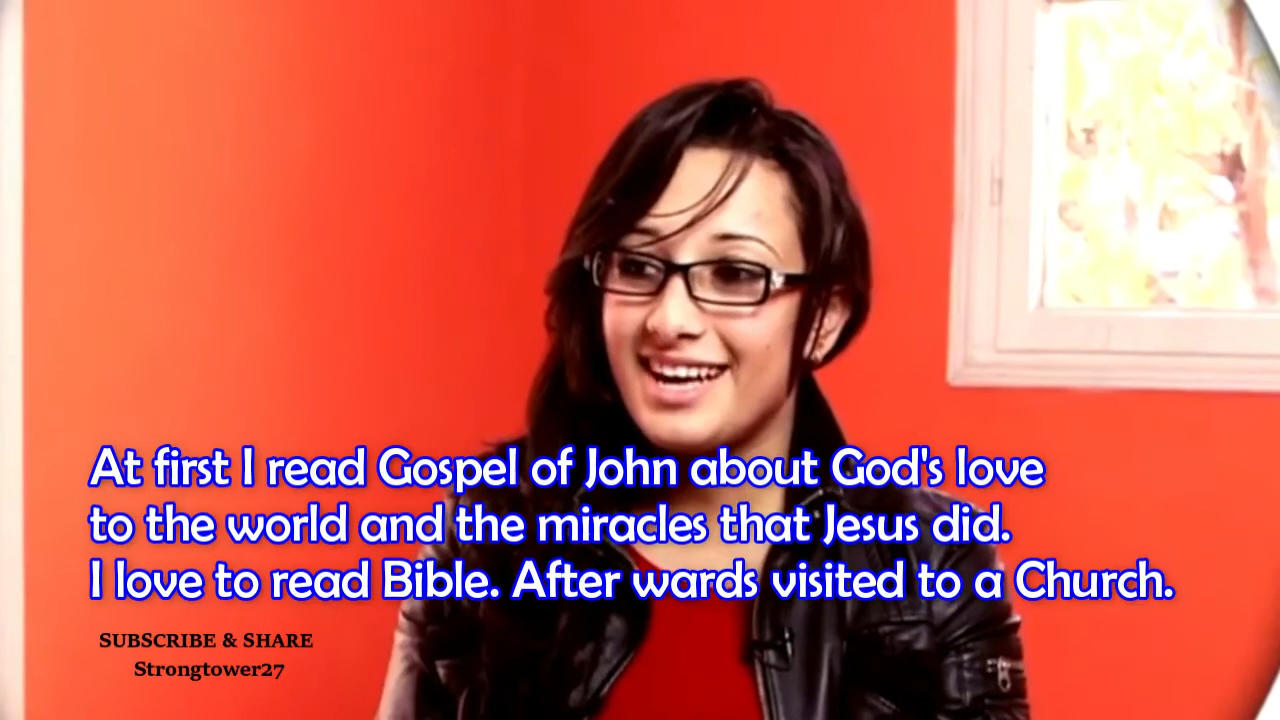 At first I read Gospel of John about God's love
to the world and the miracles that Jesus did.
I love to read Bible. After wards visited to a Church.
SUBSCRIBE & SHARE
Strongtower27